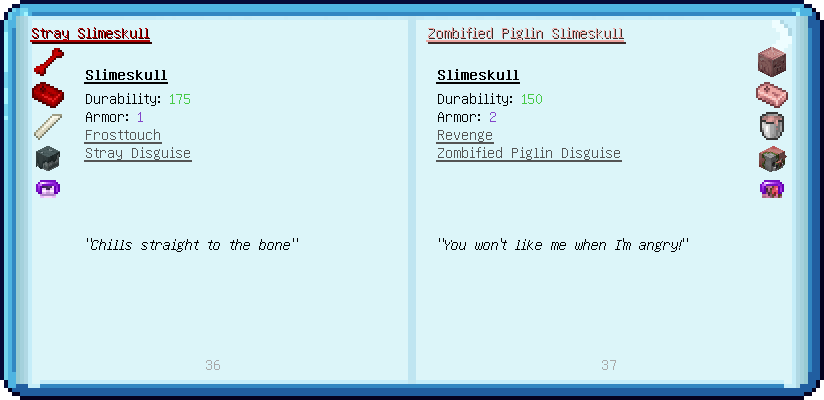 Stray Slimeskull
Slimeskull
Durability: 175
Armor: 1
Frosttouch
Stray Disguise
"Chills straight to the bone"
36
Zombified Piglin Slimeskull
Slimeskull
Durability: 150
Armor: 2
Revenge
Zombified Piglin Disguise
"You won't like me when I'm angry!"
37